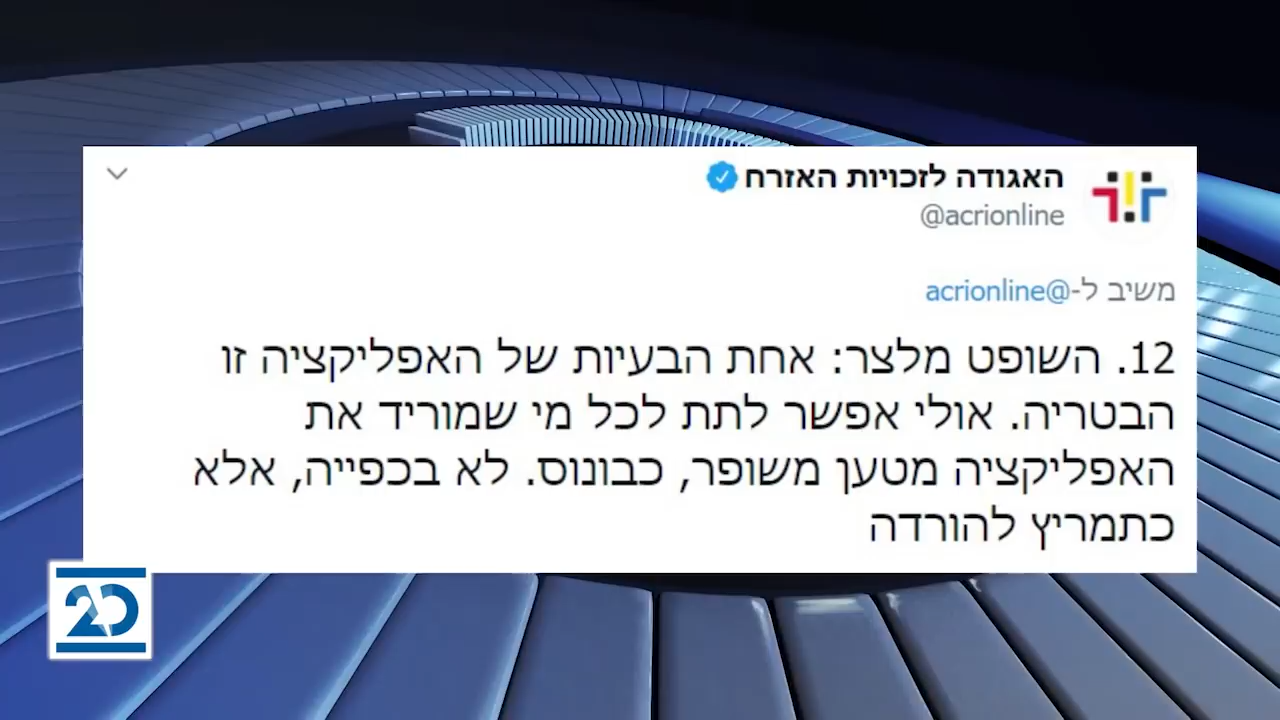 האגודה לזכויות האזרח
@acrionline
משיב ל-@acrionline
12. השופט מלצר: אחת הבעיות של האפליקציה זו
הבטריה. אולי אפשר לתת לכל מי שמוריד את
האפליקציה מטען משופר, כבונוס. לא בכפייה, אלא
כתמריץ להורדה
20